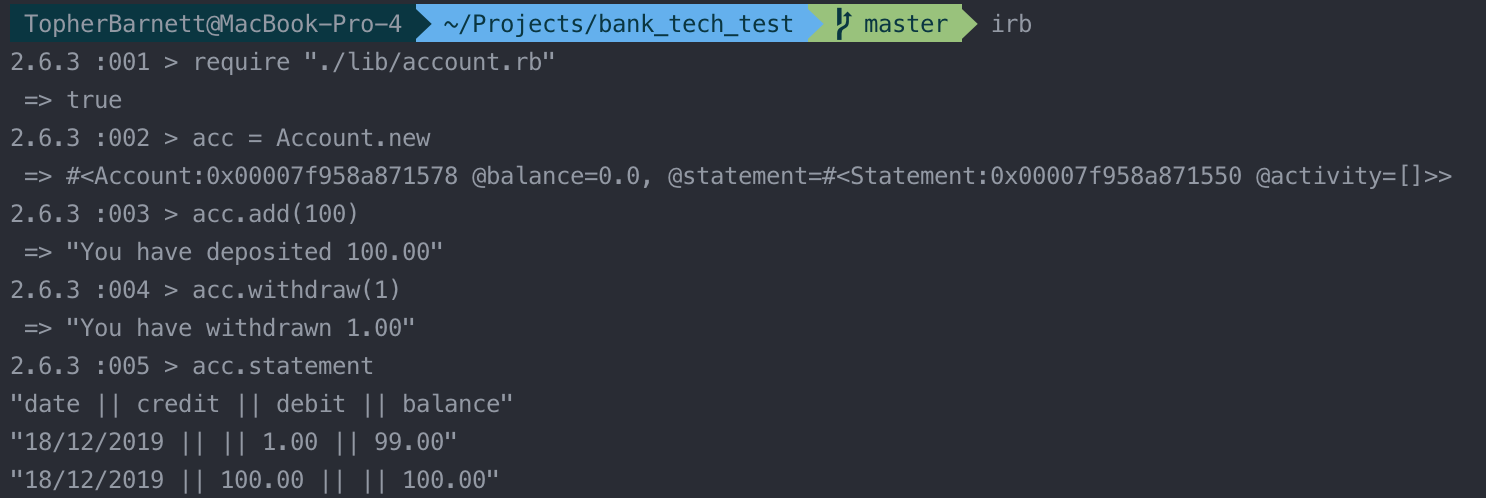 TopherBarnett@MacBook-Pro-4 ~/Projects/bank_tech_test master irb
2.6.3 :001 > require "./lib/account.rb"
=> true
2.6.3 :002 > acc = Account.new
=> #<Account:0x00007f958a871578 @balance=0.0, @statement=#<Statement:0x00007f958a871550 @activity=[]>>
2.6.3 :003 > acc.add(100)
=> "You have deposited 100.00"
2.6.3 :004 > acc.withdraw(1)
=> "You have withdrawn 1.00"
2.6.3 :005 > acc.statement
"date || credit || debit || balance"
"18/12/2019 || || 1.00 || 99.00"
"18/12/2019 || 100.00 || || 100.00"